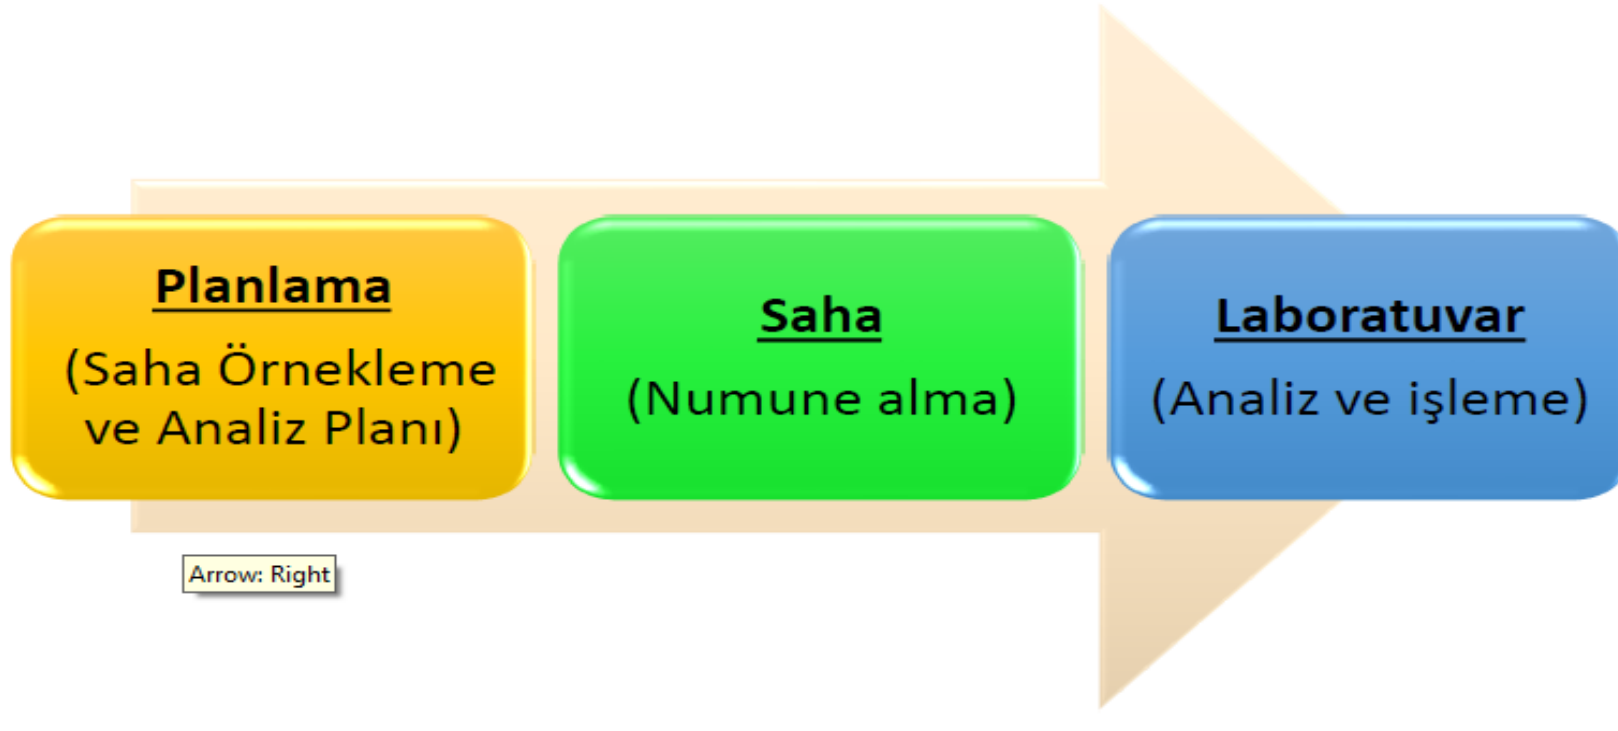 Planlama
(Saha Örnekleme
ve Analiz Planı)
Saha
(Numune alma)
Laboratuvar
(Analiz ve işleme)
Arrow: Right